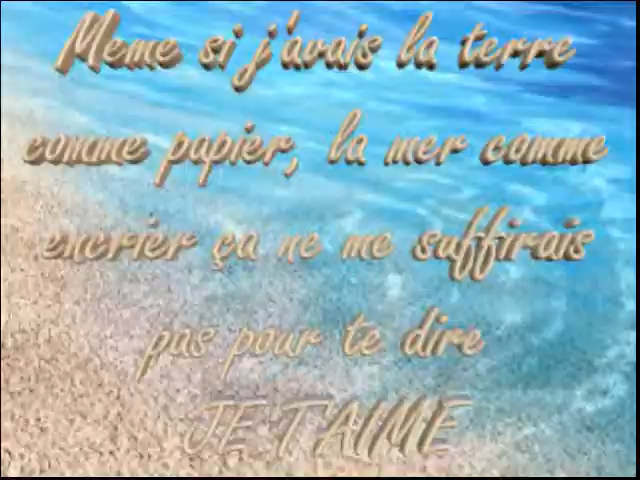 Meme si j'avais la terre
comme papier, la mer comme
encrier ça ne me suffirais
pas pour te dire
JE T'AIME